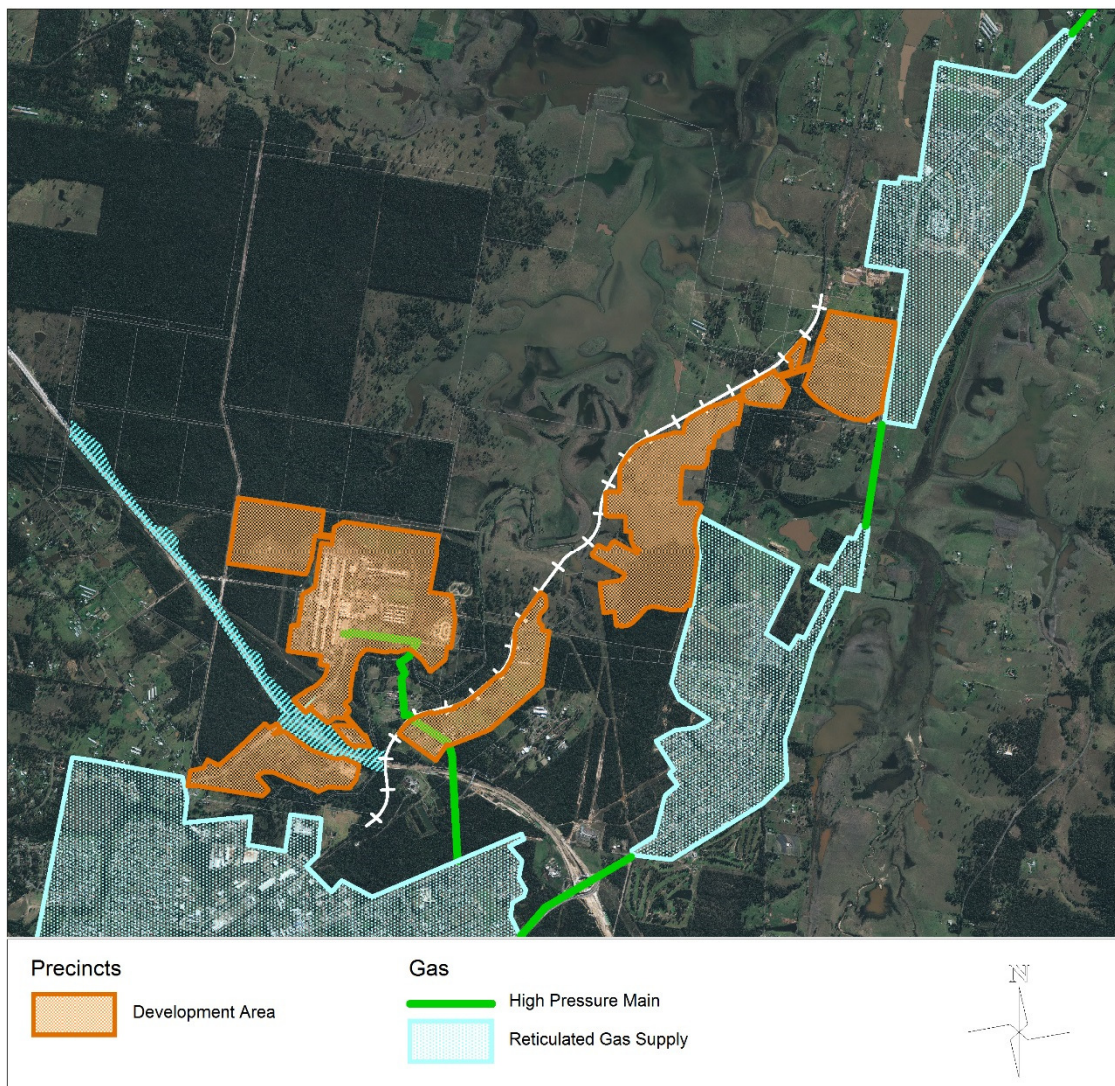 Precincts
Development Area
Gas
High Pressure Main
Reticulated Gas Supply
N